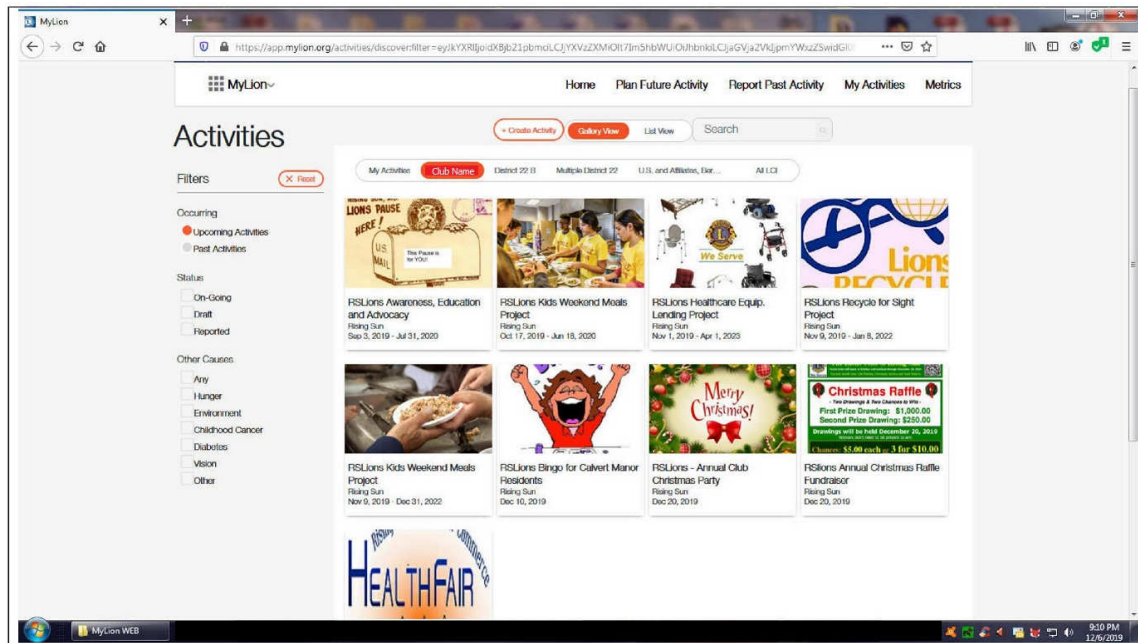 MyLion
MyLion
Home
Plan Future Activity
Report Past Activity
My Activities
Metrics
Activities
+ Create Activity
Gallery View
List View
Search
Filters
× Reset
My Activities
Club Name
District 22 B
Multiple District 22
U.S. and Affiliates, Ber...
All LCI
Occurring
Upcoming Activities
Past Activities
Status
On-Going
Draft
Reported
Other Causes
Any
Hunger
Environment
Childhood Cancer
Diabetes
Vision
Other
LIONS PAUSE
HERE!
U.S.
MAIL
This Pause is
for YOU!
RSLions Awareness, Education
and Advocacy
Rising Sun
Sep 3, 2019 - Jul 31, 2020
RSLions Kids Weekend Meals
Project
Rising Sun
Oct 17, 2019 - Jun 18, 2020
L
We Serve
RSLions Healthcare Equip.
Lending Project
Rising Sun
Nov 1, 2019 - Apr 1, 2023
Lions
RECYCLE
RSLions Recycle for Sight
Project
Rising Sun
Nov 9, 2019 - Jan 8, 2022
RSLions Kids Weekend Meals
Project
Rising Sun
Nov 9, 2019 - Dec 31, 2022
RSLions Bingo for Calvert Manor
Residents
Rising Sun
Dec 10, 2019
Merry
Christmas!
RSLions - Annual Club
Christmas Party
Rising Sun
Dec 20, 2019
Christmas Raffle
- Two Drawings & Two Chances to Win -
First Prize Drawing: $1,000.00
Second Prize Drawing: $250.00
Drawings will be held December 20, 2019
Chances: $5.00 each or 3 for $10.00
RSlions Annual Christmas Raffle
Fundraiser
Rising Sun
Dec 20, 2019
Rising
HEALTHFAIR
MyLion WEB
9:10 PM
12/6/2019